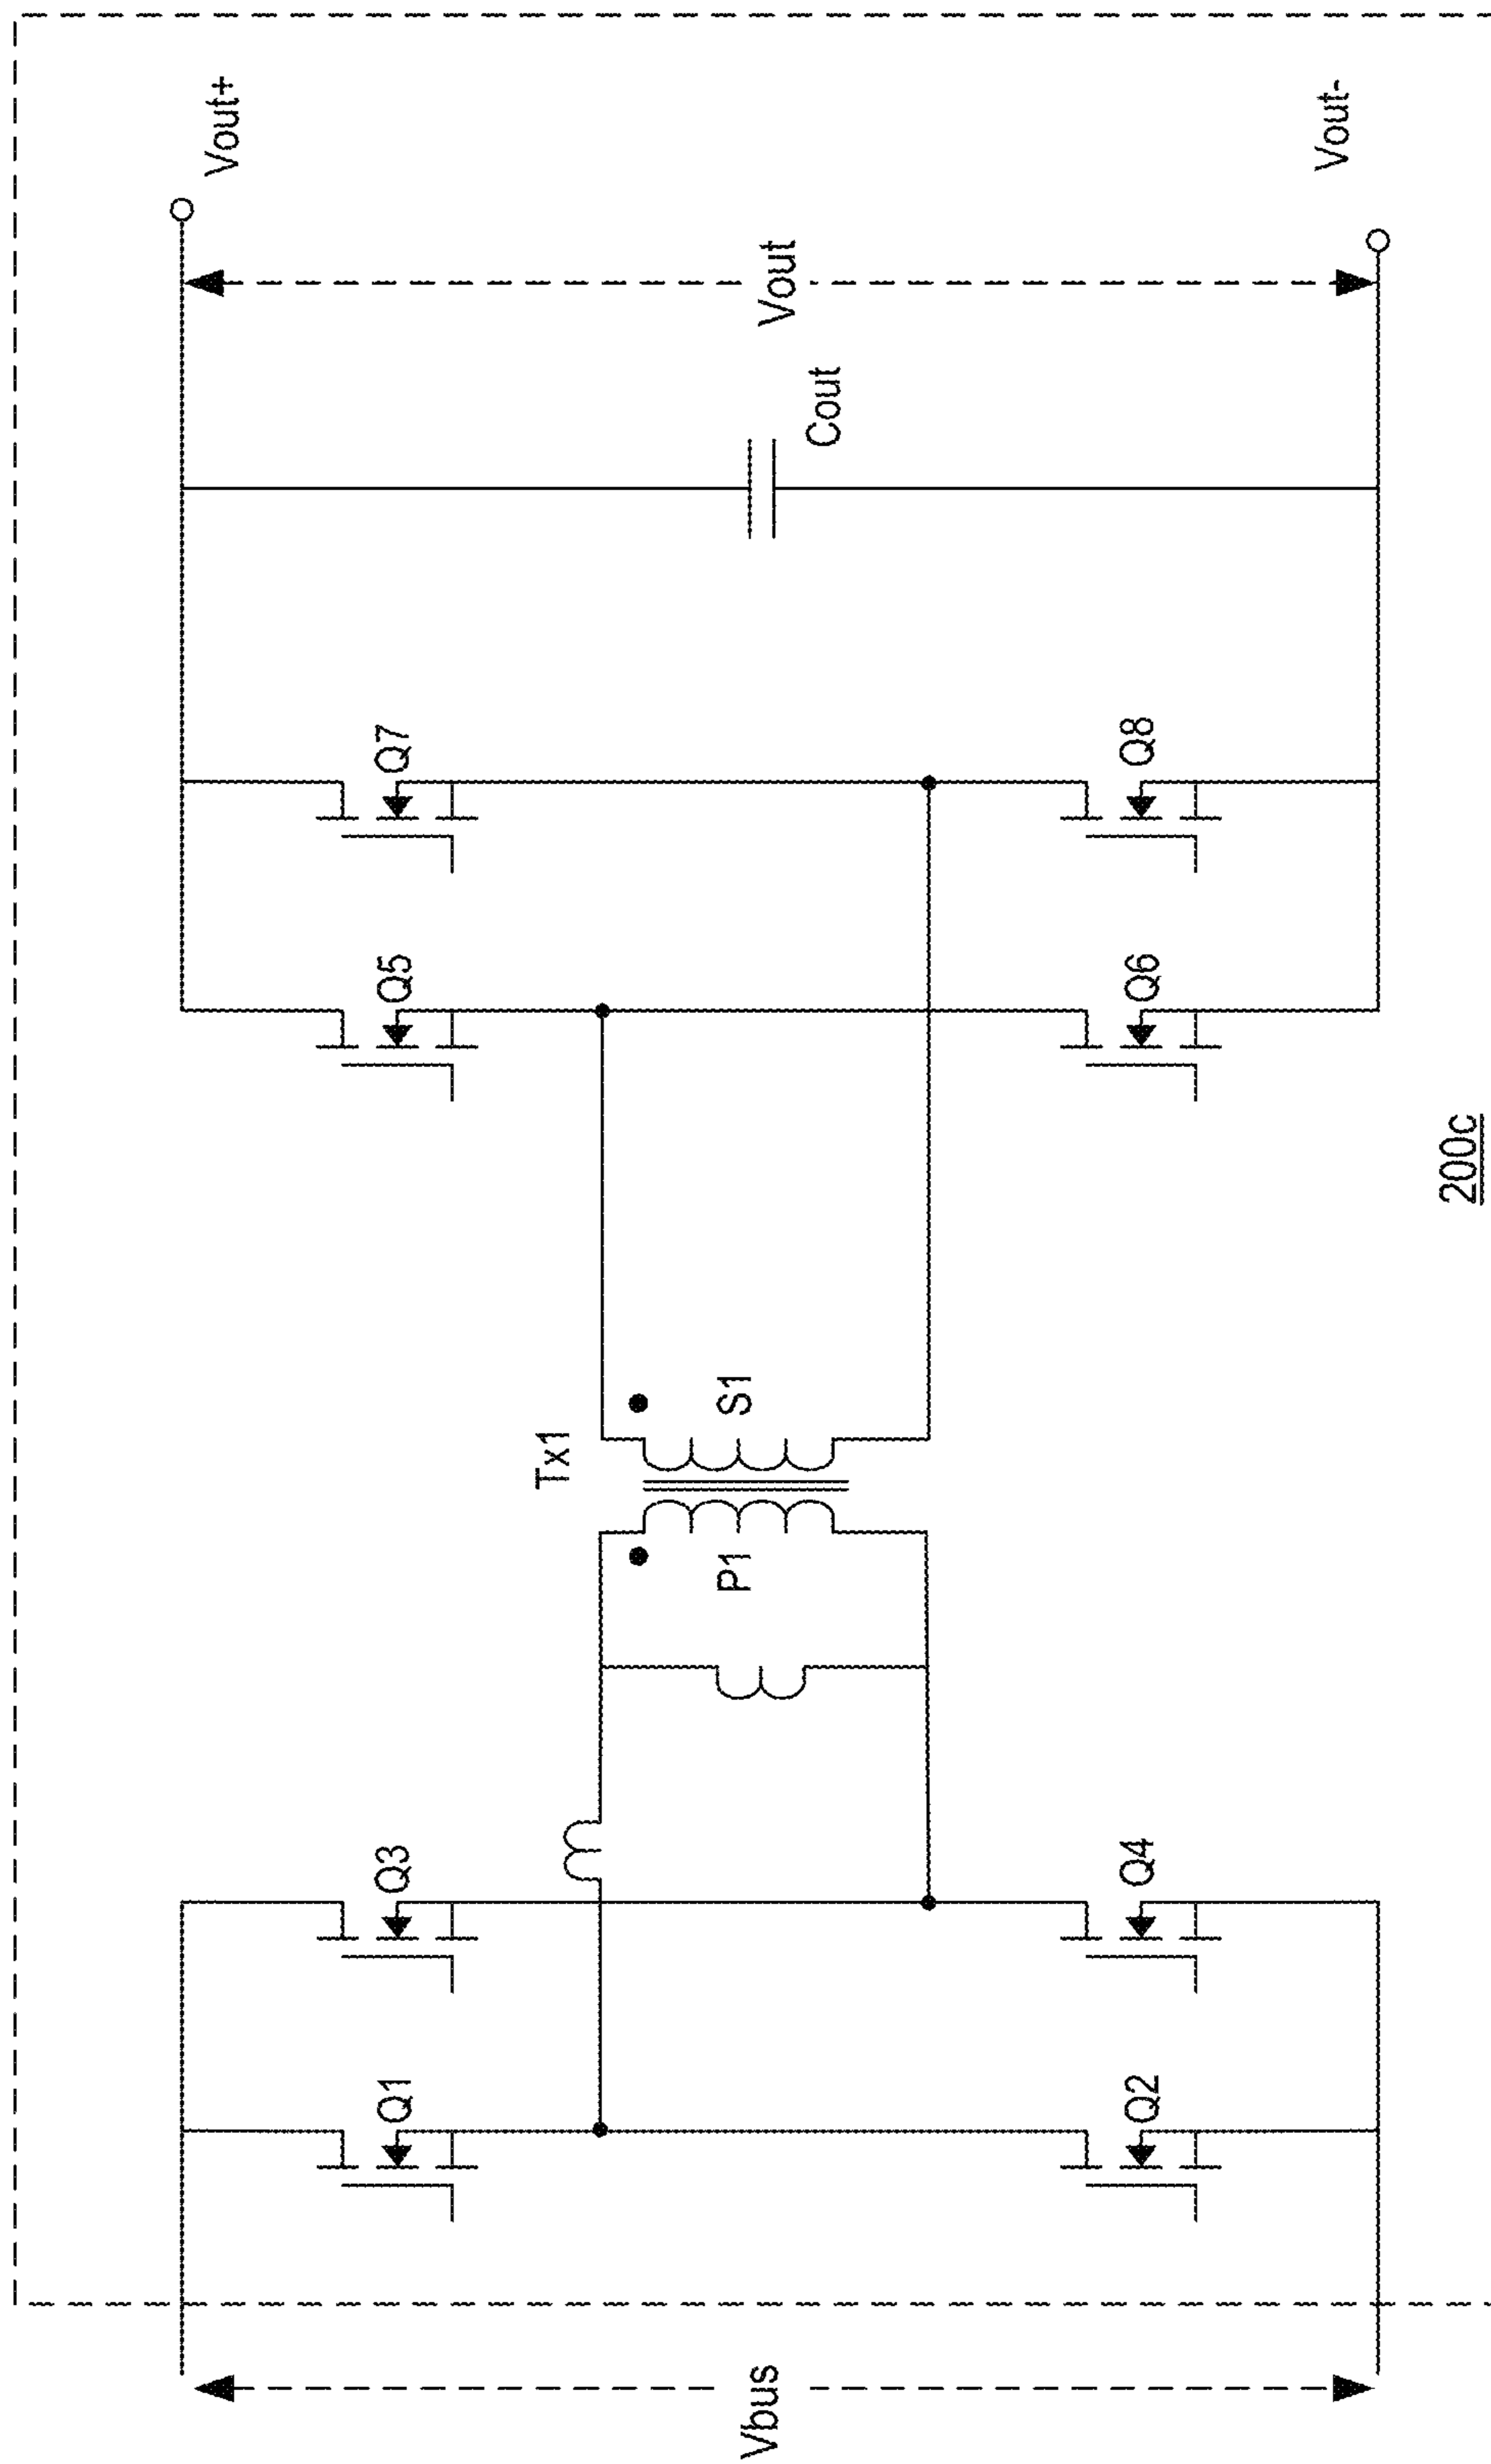 Vout+
Q7
Q5
Tx1
Q3
Q1
Vout
Cout
S1
P1
Vbus
Vout-
Q8
Q6
Q4
Q2
200c